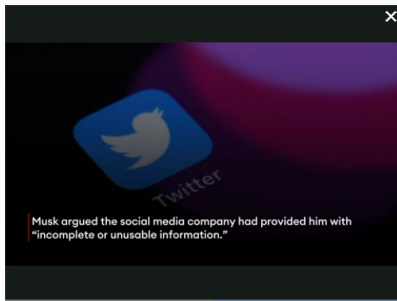 Twitter
Musk argued the social media company had provided him with
“incomplete or unusable information.”